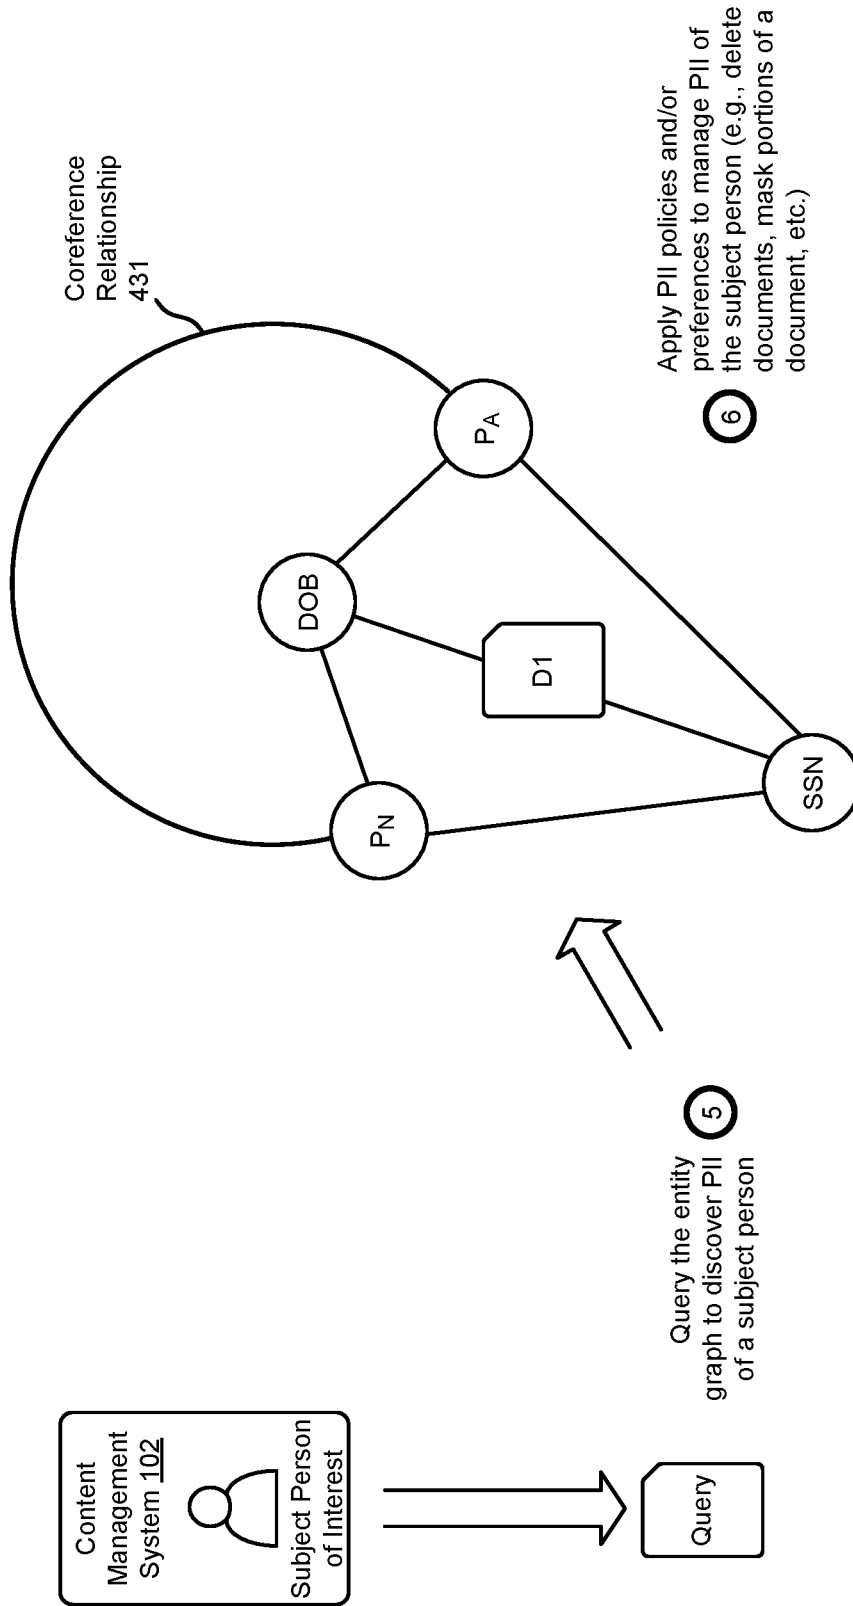 Content
Management
System 102
Subject Person
of Interest
Query
Query the entity
graph to discover PII
of a subject person
5
Coreference
Relationship
431
PN
DOB
PA
D1
SSN
6
Apply PII policies and/or
preferences to manage PII of
the subject person (e.g., delete
documents, mask portions of a
document, etc.)